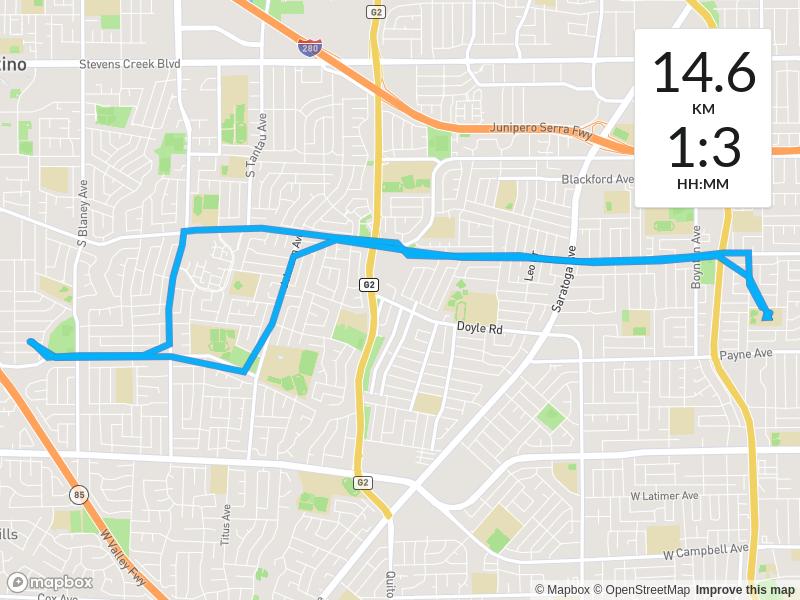 G2
280
ino
Stevens Creek Blvd
14.6
KM
1:3
HH:MM
Junipero Serra Fwy
S Tantau Ave
Blackford Ave
S Blaney Ave
Boynton Ave
Saratoga Ave
G2
Doyle Rd
Payne Ave
G2
85
W Latimer Ave
Titus Ave
lls
W Valley Fwy
W Campbell Ave
Quito
Cox Ave
mapbox
© Mapbox © OpenStreetMap Improve this map